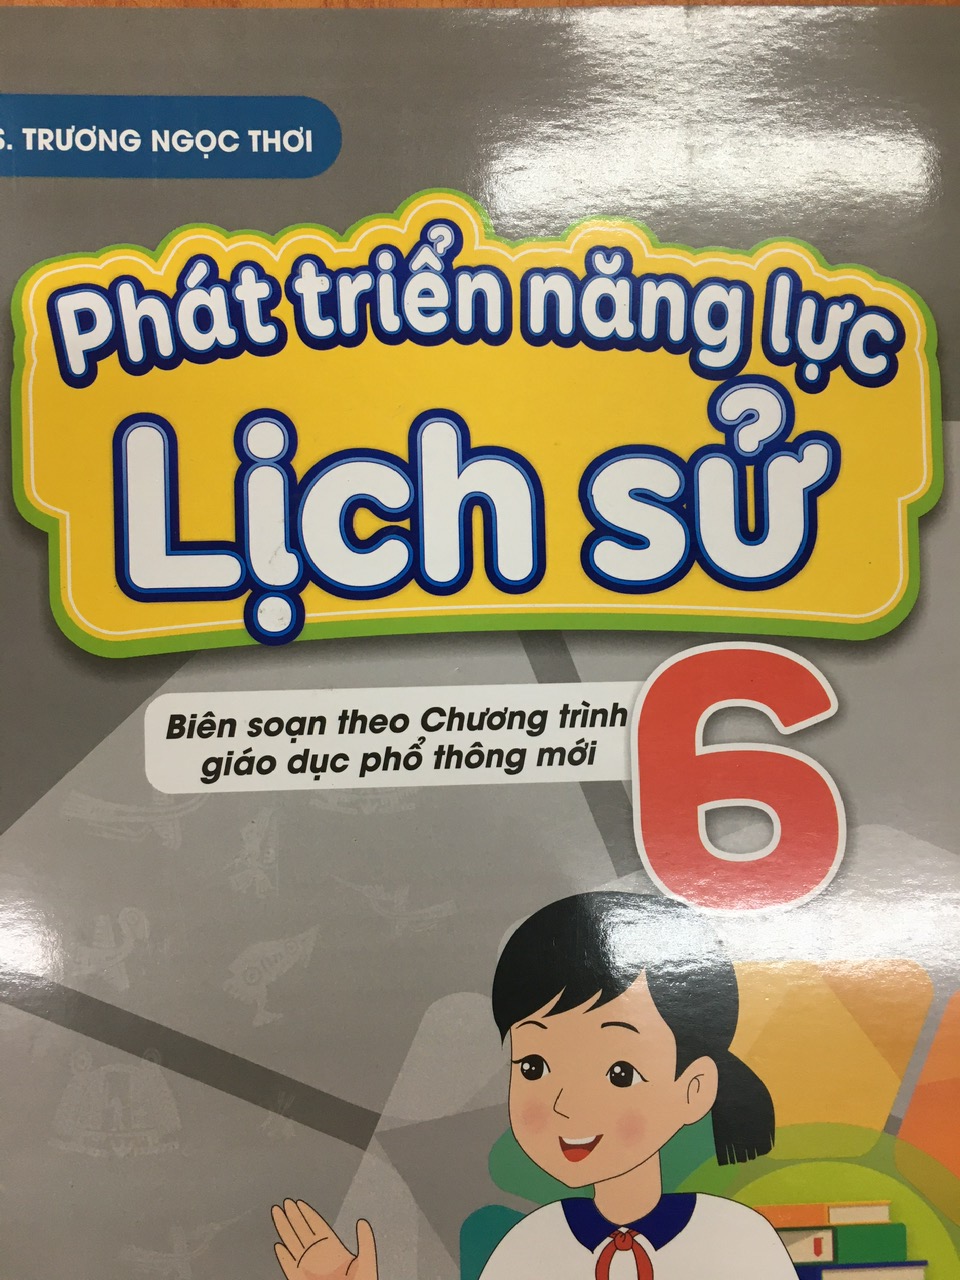 S. TRƯƠNG NGỌC THƠI
Phát triển năng lực
Lịch sử
6
Biên soạn theo Chương trình
giáo dục phổ thông mới